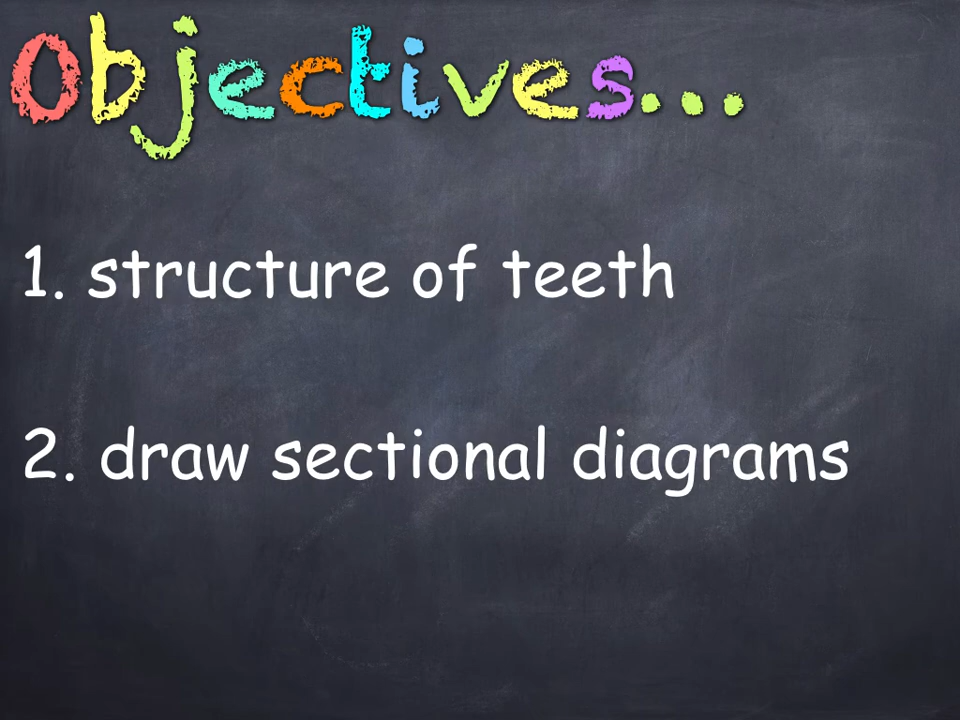 Objectives...
1. structure of teeth
2. draw sectional diagrams